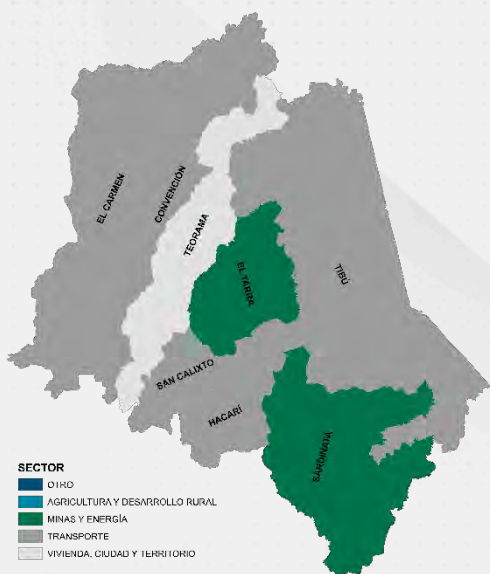 EL CARMEN
CONVENCIÓN
TEORAMA
EL TARRA
TIBÚ
SAN CALIXTO
HACARÍ
SARDINATA
SECTOR
OTRO
AGRICULTURA Y DESARROLLO RURAL
MINAS Y ENERGÍA
TRANSPORTE
VIVIENDA, CIUDAD Y TERRITORIO